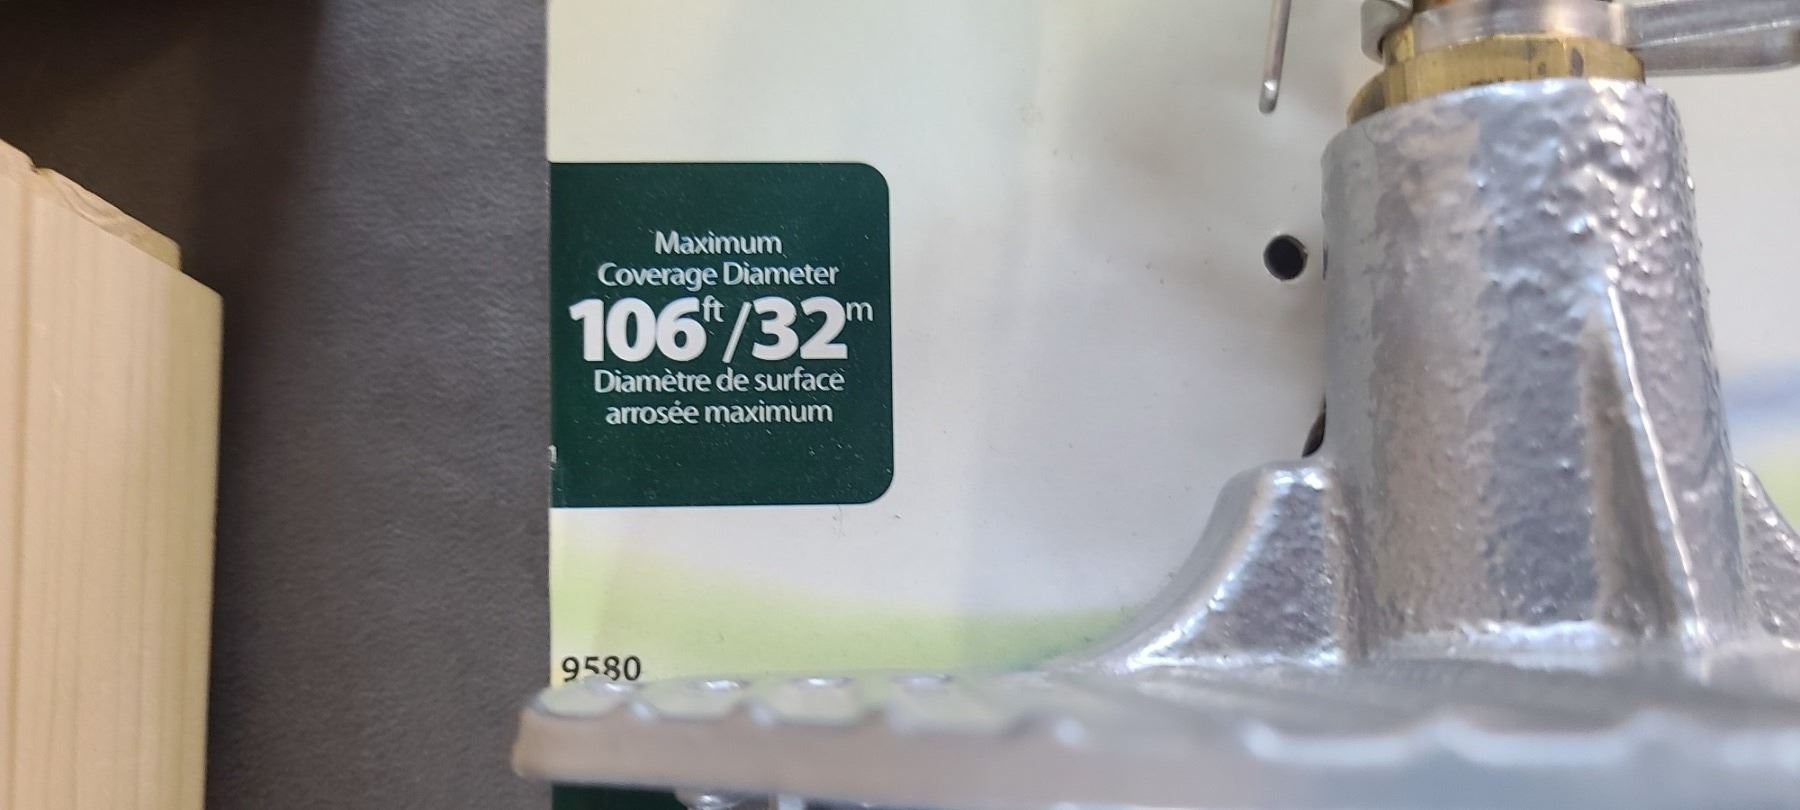 Maximum
Coverage Diameter
106ft/32m
Diamètre de surface
arrosée maximum
9580